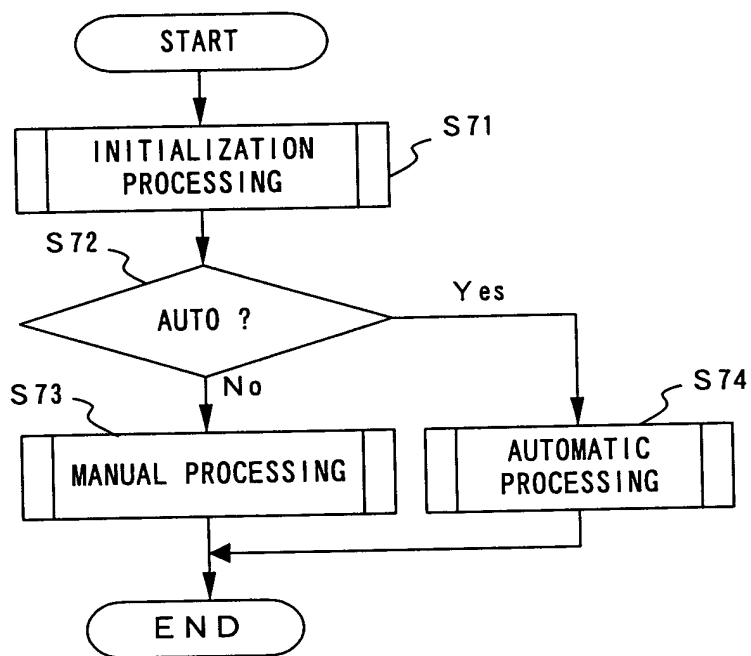 START
INITIALIZATION
PROCESSING
S71
S72
AUTO ?
Yes
No
S73
MANUAL PROCESSING
S74
AUTOMATIC
PROCESSING
END